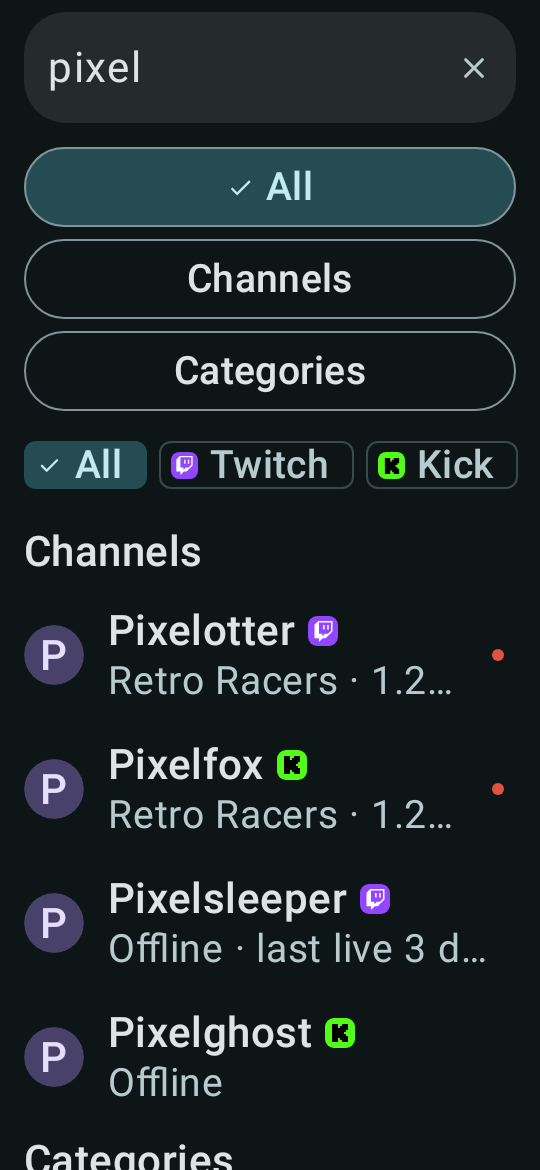 pixel
All
Channels
Categories
All Twitch Kick
Channels
P Pixelotter
Retro Racers · 1.2…
P Pixelfox
Retro Racers · 1.2…
P Pixelsleeper
Offline · last live 3 d…
P Pixelghost
Offline
Categories